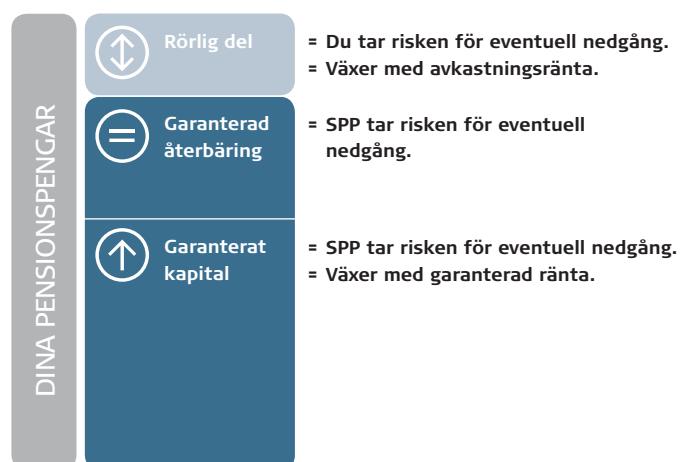 DINA PENSIONSPENGAR
Rörlig del
= Du tar risken för eventuell nedgång.
= Växer med avkastningsränta.
Garanterad
återbäring
= SPP tar risken för eventuell
nedgång.
Garanterat
kapital
= SPP tar risken för eventuell nedgång.
= Växer med garanterad ränta.